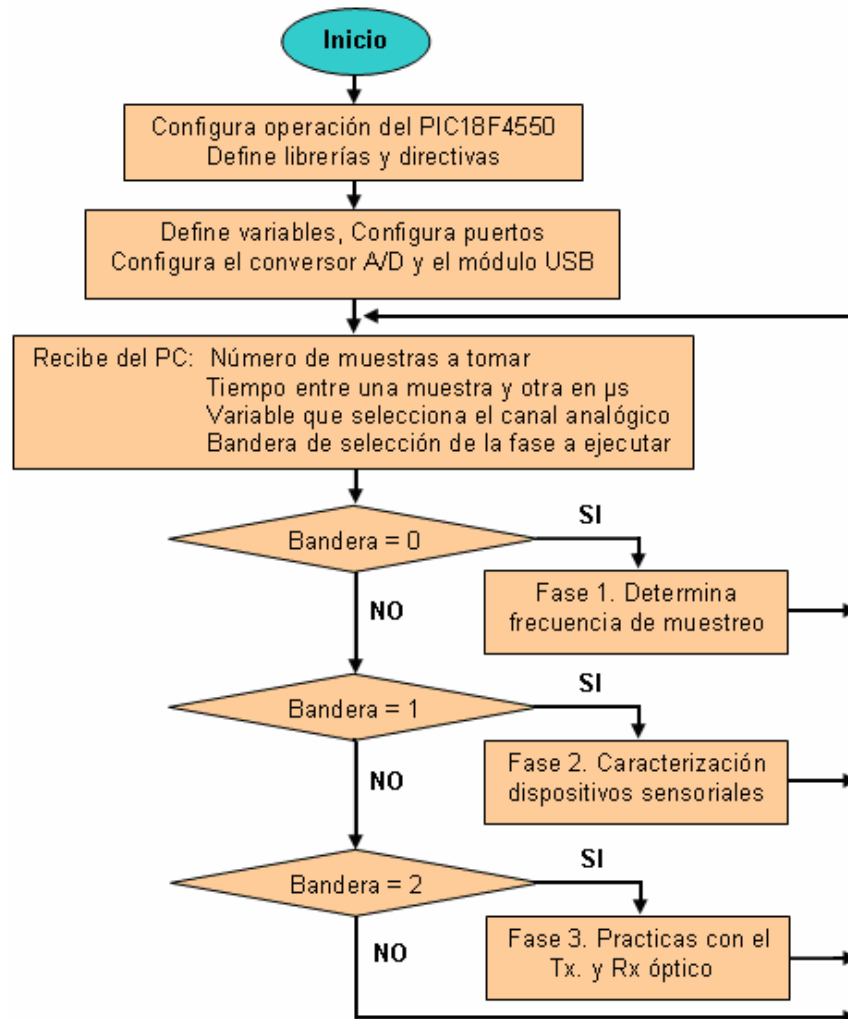 Inicio
Configura operación del PIC18F4550
Define librerías y directivas
Define variables, Configura puertos
Configura el conversor A/D y el módulo USB
Recibe del PC: Número de muestras a tomar
Tiempo entre una muestra y otra en µs
Variable que selecciona el canal analógico
Bandera de selección de la fase a ejecutar
Bandera = 0
SI
NO
Fase 1. Determina
frecuencia de muestreo
Bandera = 1
SI
NO
Fase 2. Caracterización
dispositivos sensoriales
Bandera = 2
SI
NO
Fase 3. Practicas con el
Tx. y Rx óptico